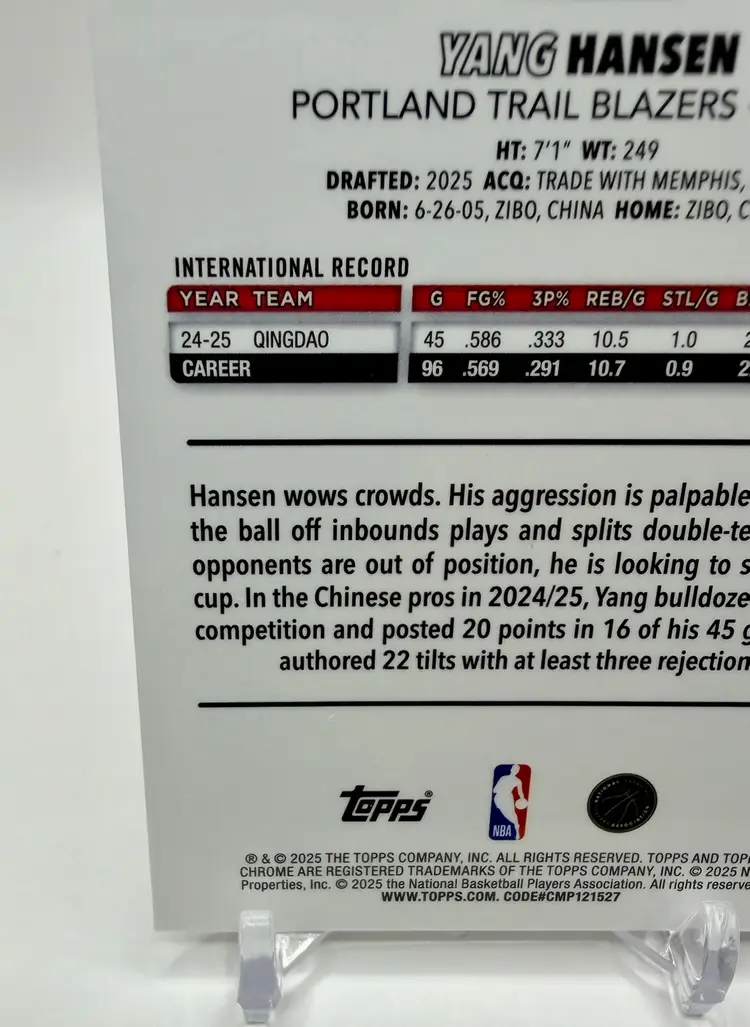 YANG HANSEN
PORTLAND TRAIL BLAZERS
HT: 7'1" WT: 249
DRAFTED: 2025 ACQ: TRADE WITH MEMPHIS,
BORN: 6-26-05, ZIBO, CHINA HOME: ZIBO, C
INTERNATIONAL RECORD
YEAR TEAM G FG% 3P% REB/G STL/G B
24-25 QINGDAO 45 .586 .333 10.5 1.0 2
CAREER 96 .569 .291 10.7 0.9 2
Hansen wows crowds. His aggression is palpable
the ball off inbounds plays and splits double-te
opponents are out of position, he is looking to s
cup. In the Chinese pros in 2024/25, Yang bulldoze
competition and posted 20 points in 16 of his 45 g
authored 22 tilts with at least three rejection
Topps®
NBA
® & © 2025 THE TOPPS COMPANY, INC. ALL RIGHTS RESERVED. TOPPS AND TOP
CHROME ARE REGISTERED TRADEMARKS OF THE TOPPS COMPANY, INC. © 2025 N
Properties, Inc. © 2025 the National Basketball Players Association. All rights reserve
WWW.TOPPS.COM. CODE#CMP121527